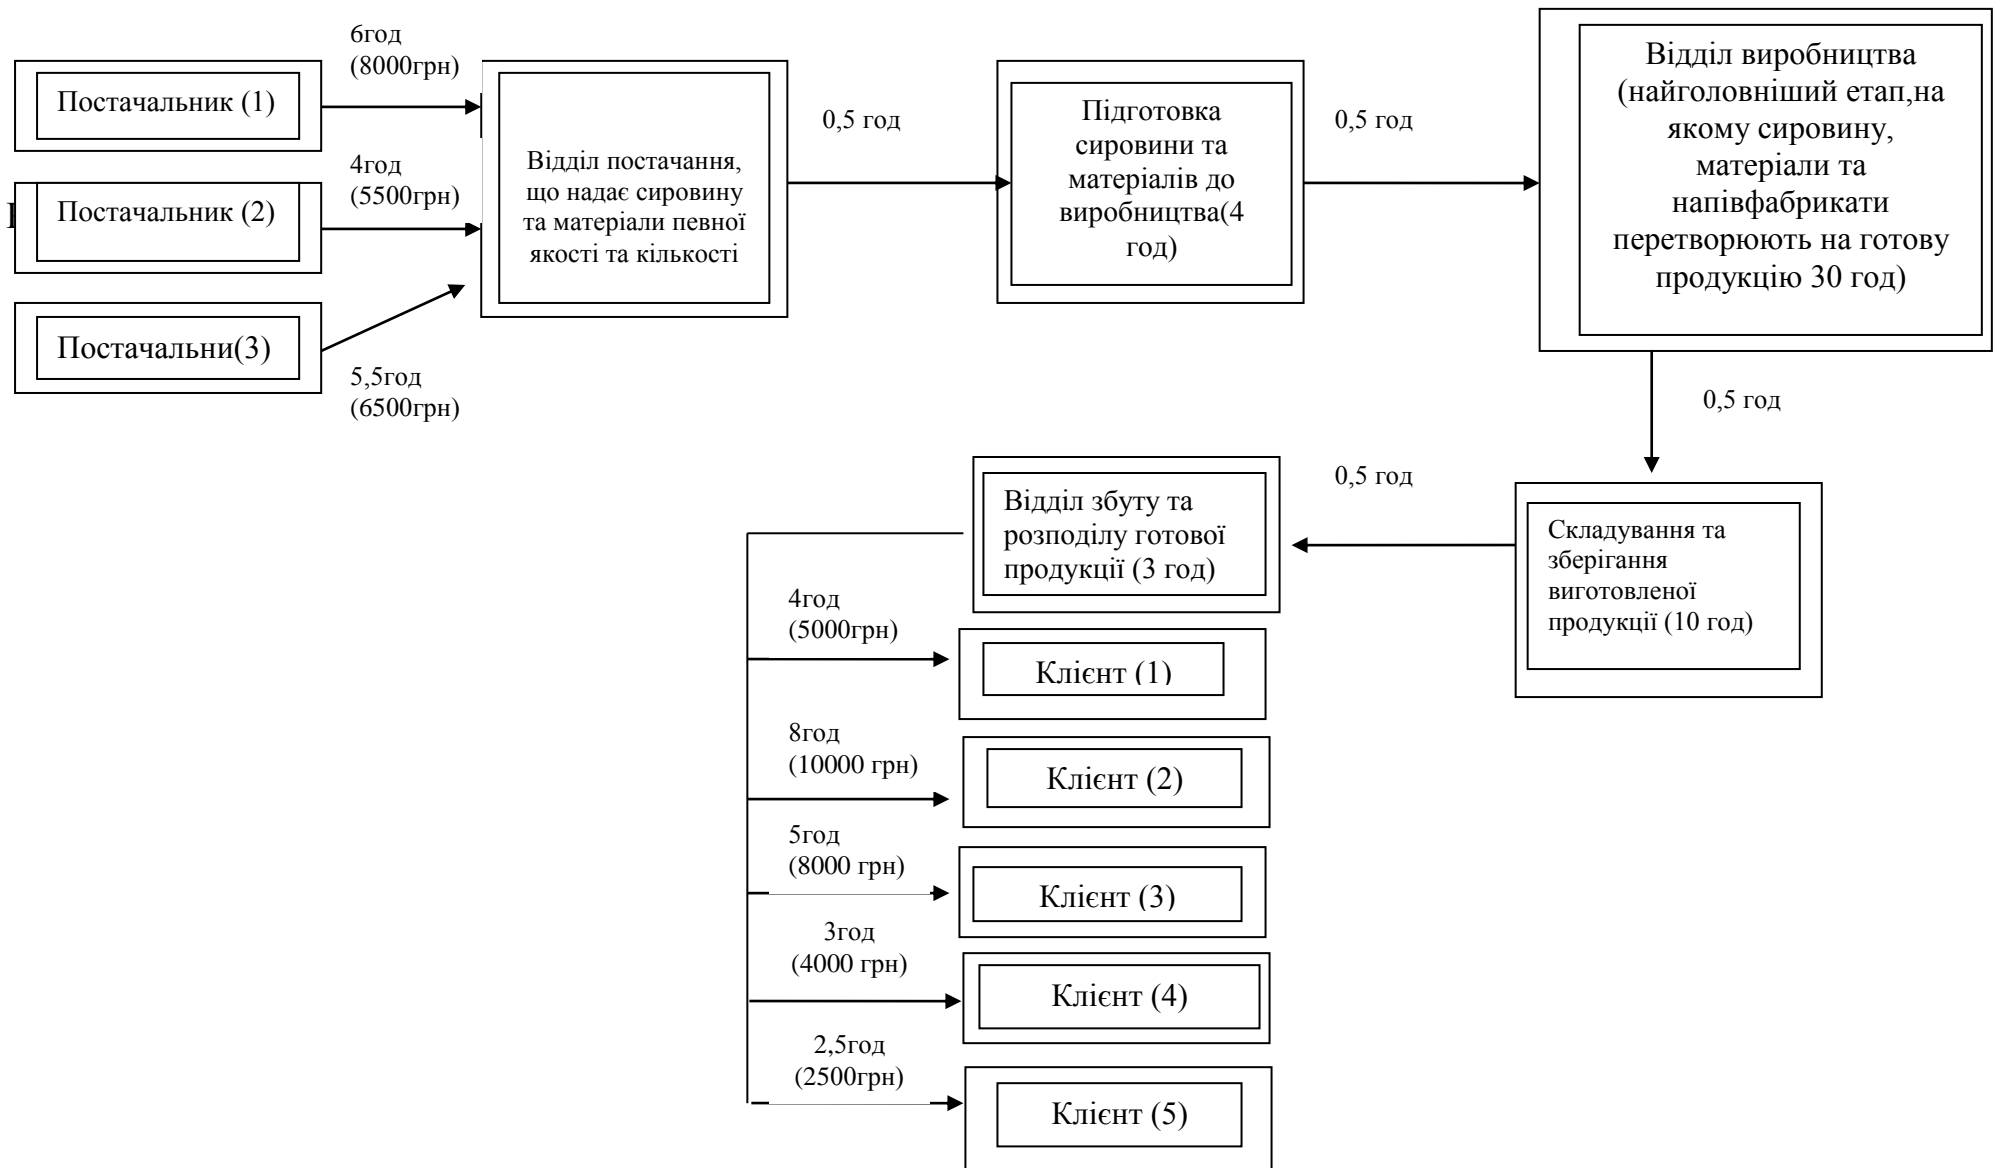 6год
(8000грн)
Постачальник (1)
4год
(5500грн)
Постачальник (2)
Постачальни(3)
5,5год
(6500грн)
Відділ постачання,
що надає сировину
та матеріали певної
якості та кількості
0,5 год
Підготовка
сировини та
матеріалів до
виробництва(4
год)
0,5 год
Відділ виробництва
(найголовніший етап,на
якому сировину,
матеріали та
напівфабрикати
перетворюють на готову
продукцію 30 год)
0,5 год
Складування та
зберігання
виготовленої
продукції (10 год)
0,5 год
Відділ збуту та
розподілу готової
продукції (3 год)
4год
(5000грн)
Клієнт (1)
8год
(10000 грн)
Клієнт (2)
5год
(8000 грн)
Клієнт (3)
3год
(4000 грн)
Клієнт (4)
2,5год
(2500грн)
Клієнт (5)